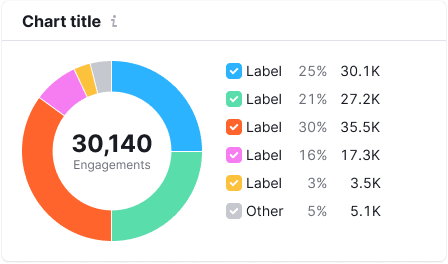 Chart title
30,140
Engagements
Label 25% 30.1K
Label 21% 27.2K
Label 30% 35.5K
Label 16% 17.3K
Label 3% 3.5K
Other 5% 5.1K